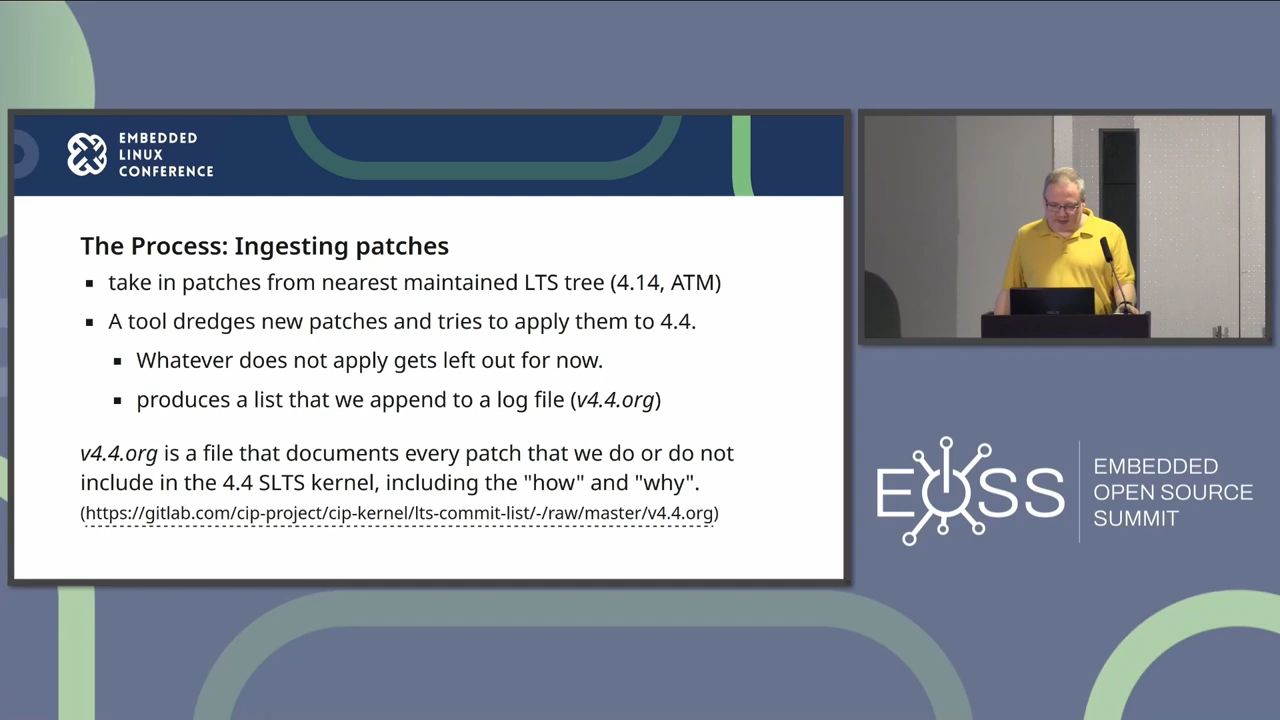 EMBEDDED
LINUX
CONFERENCE
The Process: Ingesting patches
▪ take in patches from nearest maintained LTS tree (4.14, ATM)
▪ A tool dredges new patches and tries to apply them to 4.4.
▪ Whatever does not apply gets left out for now.
▪ produces a list that we append to a log file (v4.4.org)
v4.4.org is a file that documents every patch that we do or do not
include in the 4.4 SLTS kernel, including the "how" and "why".
(https://gitlab.com/cip-project/cip-kernel/lts-commit-list/-/raw/master/v4.4.org)
EOSS
EMBEDDED
OPEN SOURCE
SUMMIT